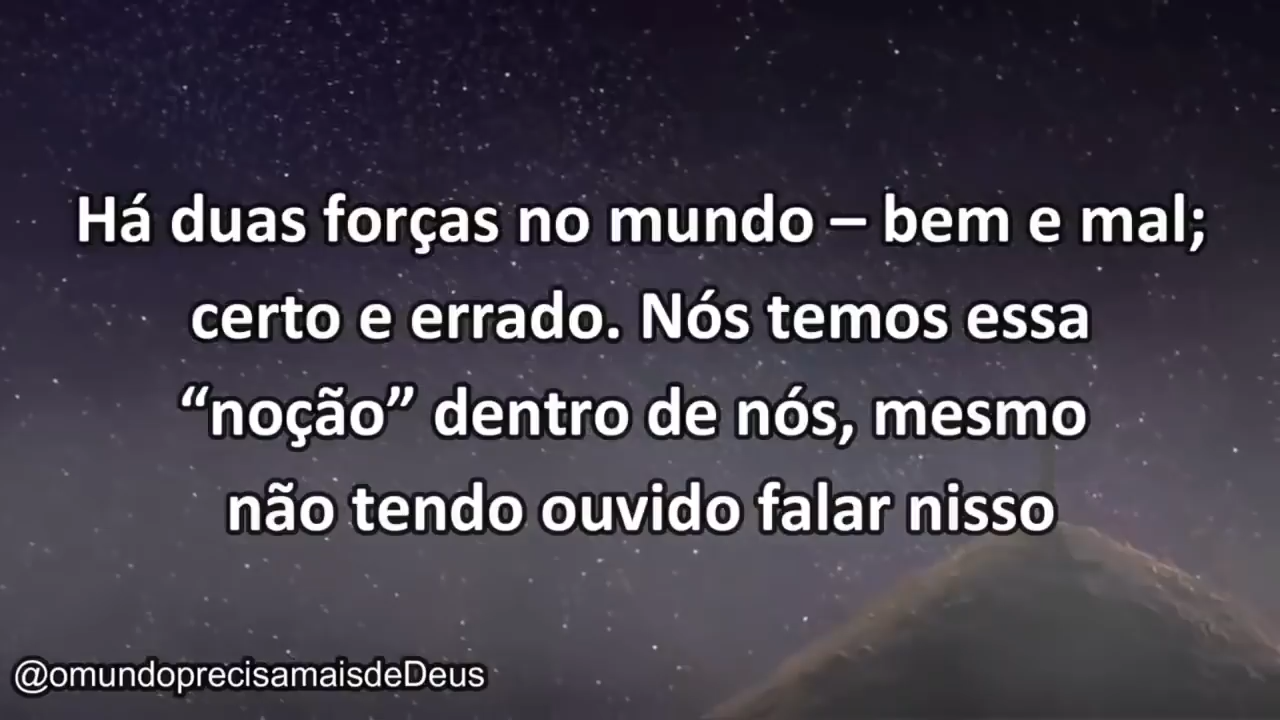 Há duas forças no mundo – bem e mal;
certo e errado. Nós temos essa
“noção” dentro de nós, mesmo
não tendo ouvido falar nisso
@omundoprecisamaisdeDeus